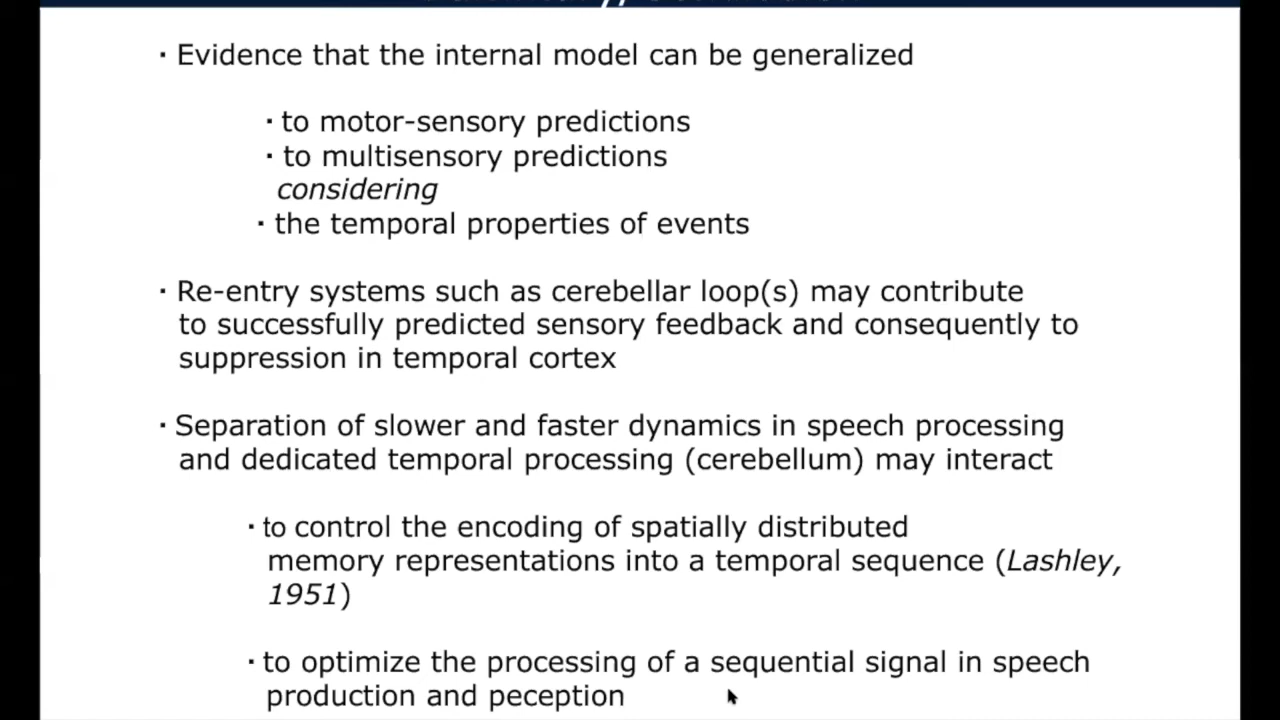 · Evidence that the internal model can be generalized
· to motor-sensory predictions
· to multisensory predictions
considering
· the temporal properties of events
· Re-entry systems such as cerebellar loop(s) may contribute
to successfully predicted sensory feedback and consequently to
suppression in temporal cortex
· Separation of slower and faster dynamics in speech processing
and dedicated temporal processing (cerebellum) may interact
· to control the encoding of spatially distributed
memory representations into a temporal sequence (Lashley,
1951)
· to optimize the processing of a sequential signal in speech
production and peception